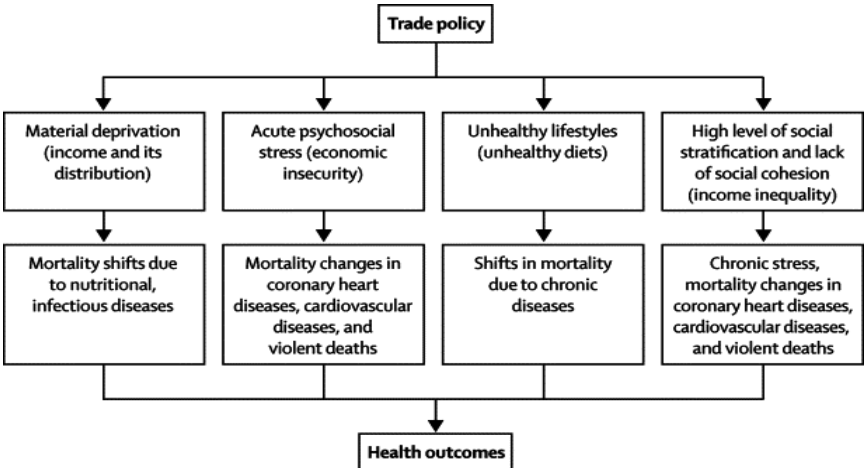 Trade policy
Material deprivation
(income and its
distribution)
Acute psychosocial
stress (economic
insecurity)
Unhealthy lifestyles
(unhealthy diets)
High level of social
stratification and lack
of social cohesion
(income inequality)
Mortality shifts due
to nutritional,
infectious diseases
Mortality changes in
coronary heart
diseases, cardiovascular
diseases, and
violent deaths
Shifts in mortality
due to chronic
diseases
Chronic stress,
mortality changes in
coronary heart diseases,
cardiovascular diseases,
and violent deaths
Health outcomes